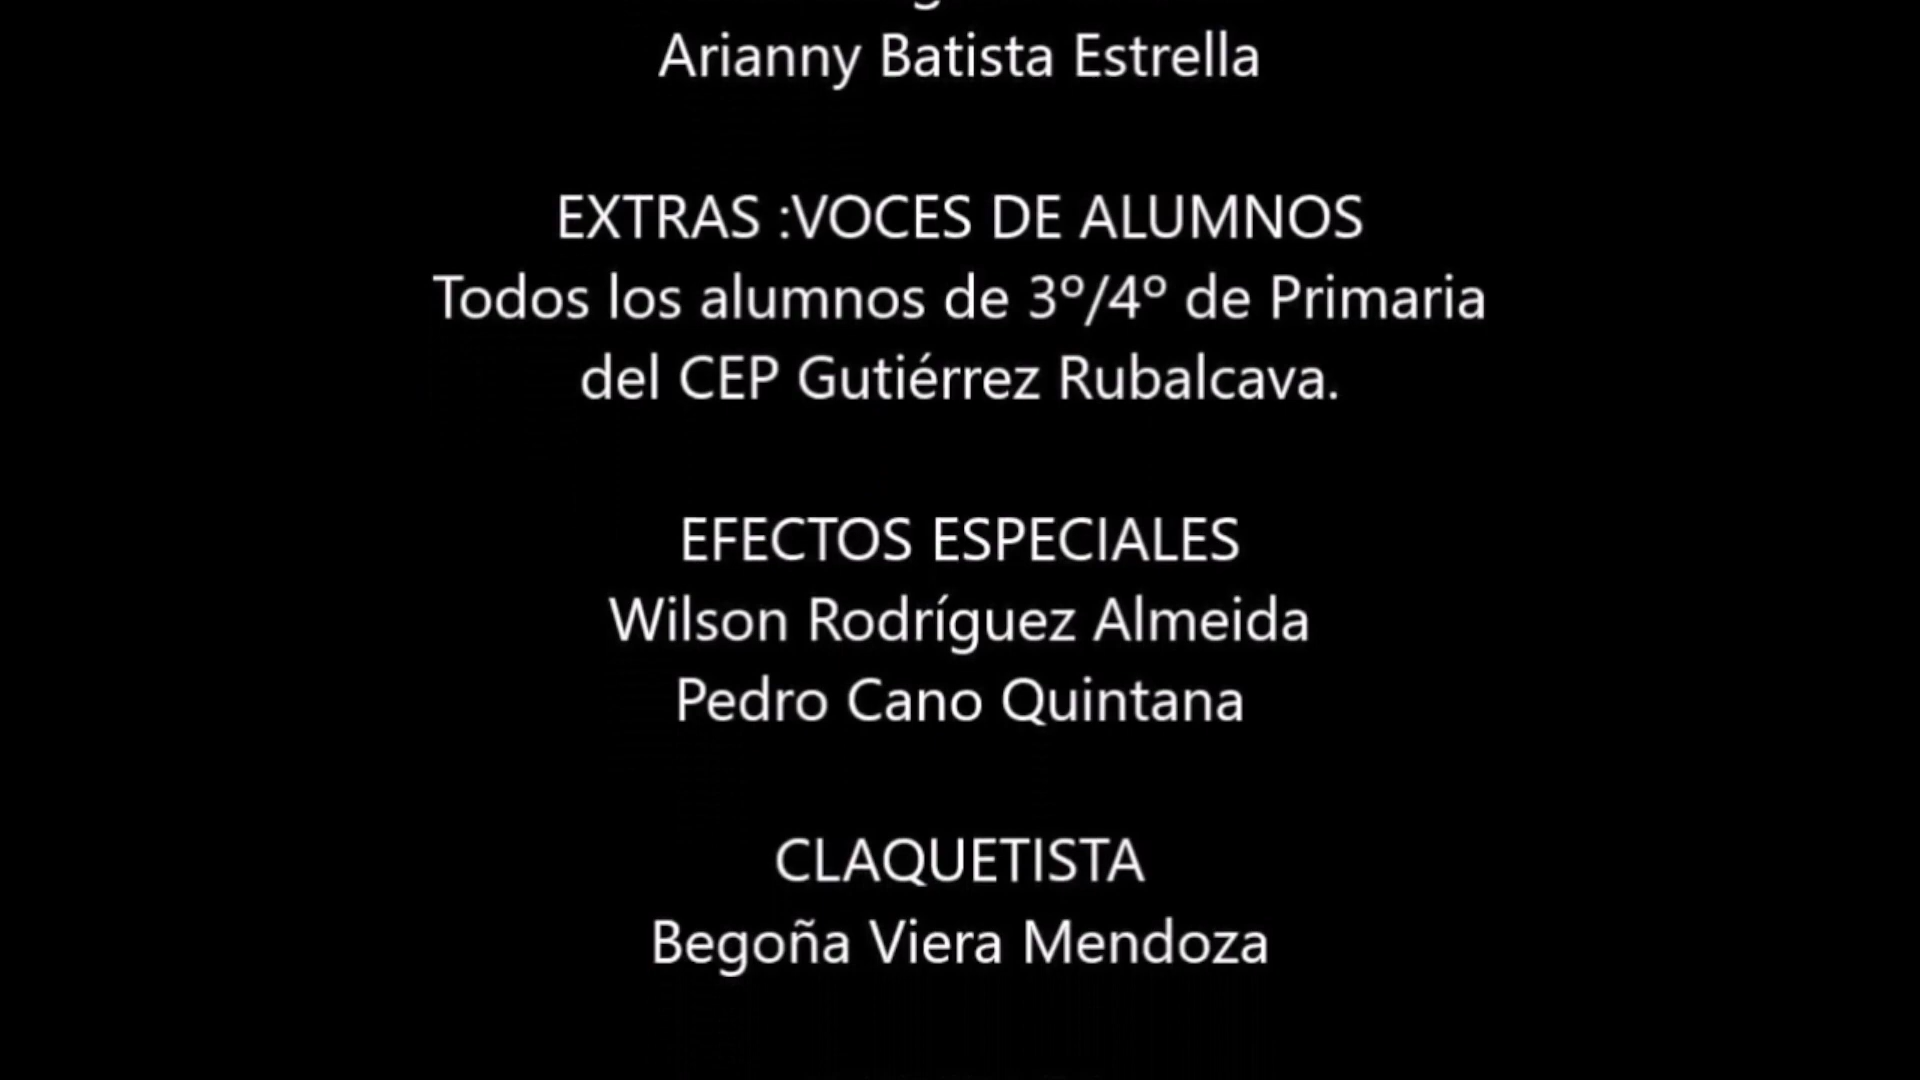 Arianny Batista Estrella
EXTRAS :VOCES DE ALUMNOS
Todos los alumnos de 3º/4º de Primaria
del CEP Gutiérrez Rubalcava.
EFECTOS ESPECIALES
Wilson Rodríguez Almeida
Pedro Cano Quintana
CLAQUETISTA
Begoña Viera Mendoza